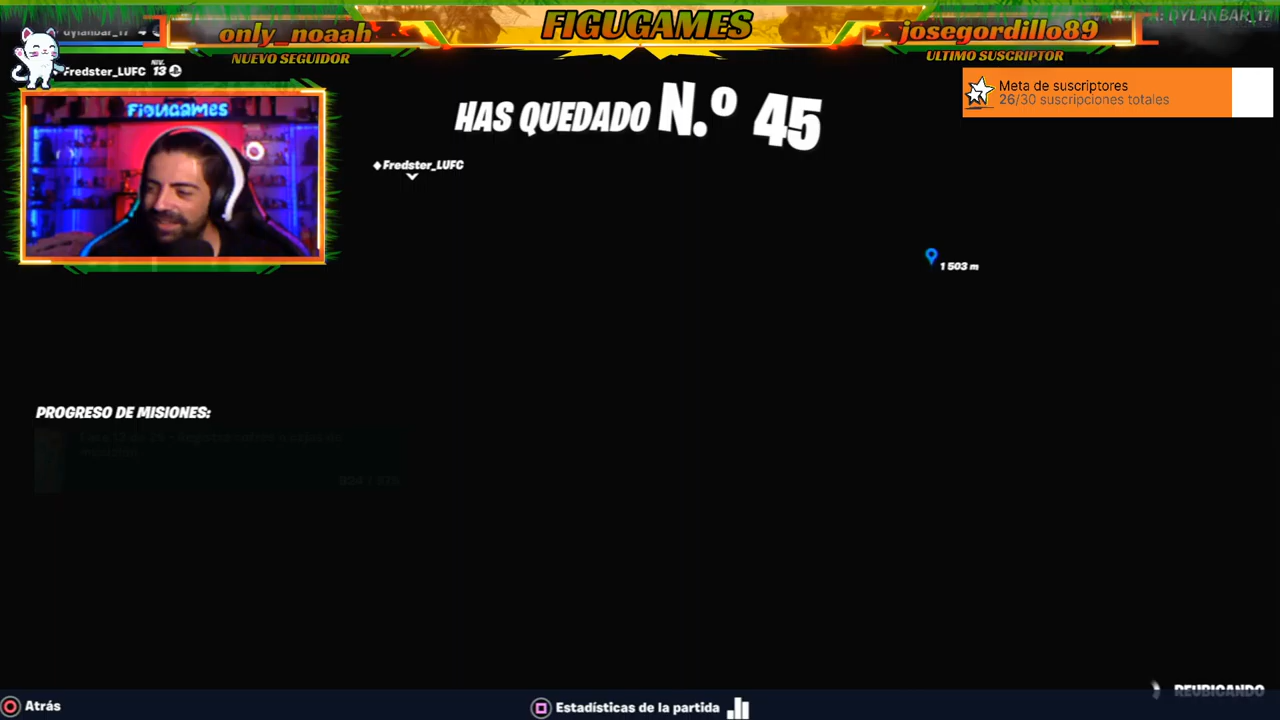 dylanbar_17
only_noaah
NUEVO SEGUIDOR
FIGUGAMES
josegordillo89
ULTIMO SUSCRIPTOR
DYLANBAR_17
Fredster_LUFC
NIV. 13
FiGUGAMES
Meta de suscriptores
26/30 suscripciones totales
HAS QUEDADO N.º 45
Fredster_LUFC
1 503 m
PROGRESO DE MISIONES:
REUBICANDO
Atrás
Estadísticas de la partida